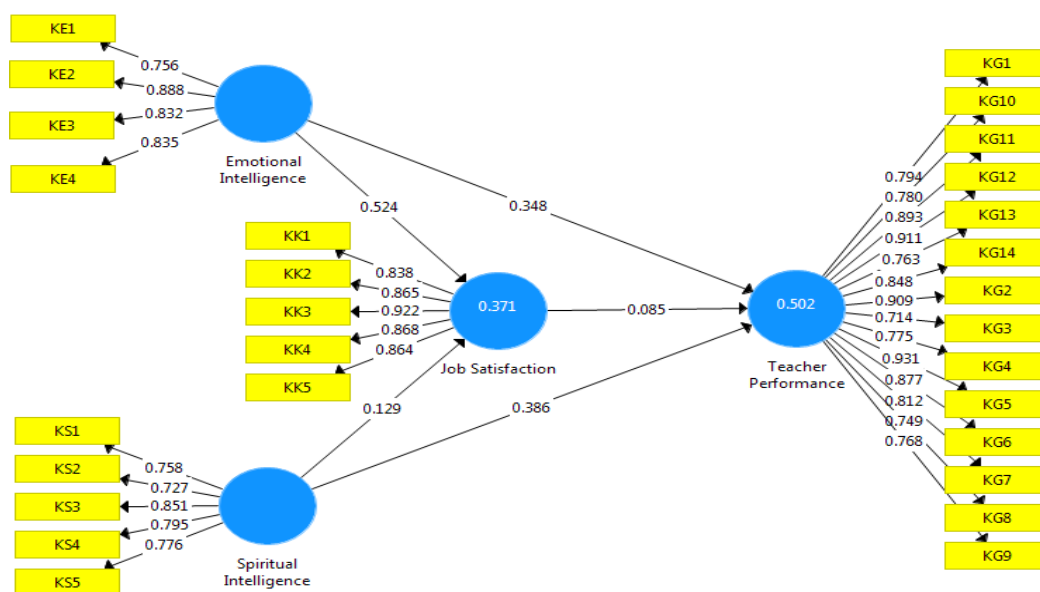 KE1
KE2
KE3
KE4
0.756
0.888
0.832
0.835
Emotional
Intelligence
0.524
0.348
KK1
KK2
KK3
KK4
KK5
0.838
0.865
0.922
0.868
0.864
0.371
Job Satisfaction
0.085
0.129
0.386
KS1
KS2
KS3
KS4
KS5
0.758
0.727
0.851
0.795
0.776
Spiritual
Intelligence
0.502
Teacher
Performance
0.794
0.780
0.893
0.911
0.763
0.848
0.909
0.714
0.775
0.931
0.877
0.812
0.749
0.768
KG1
KG10
KG11
KG12
KG13
KG14
KG2
KG3
KG4
KG5
KG6
KG7
KG8
KG9